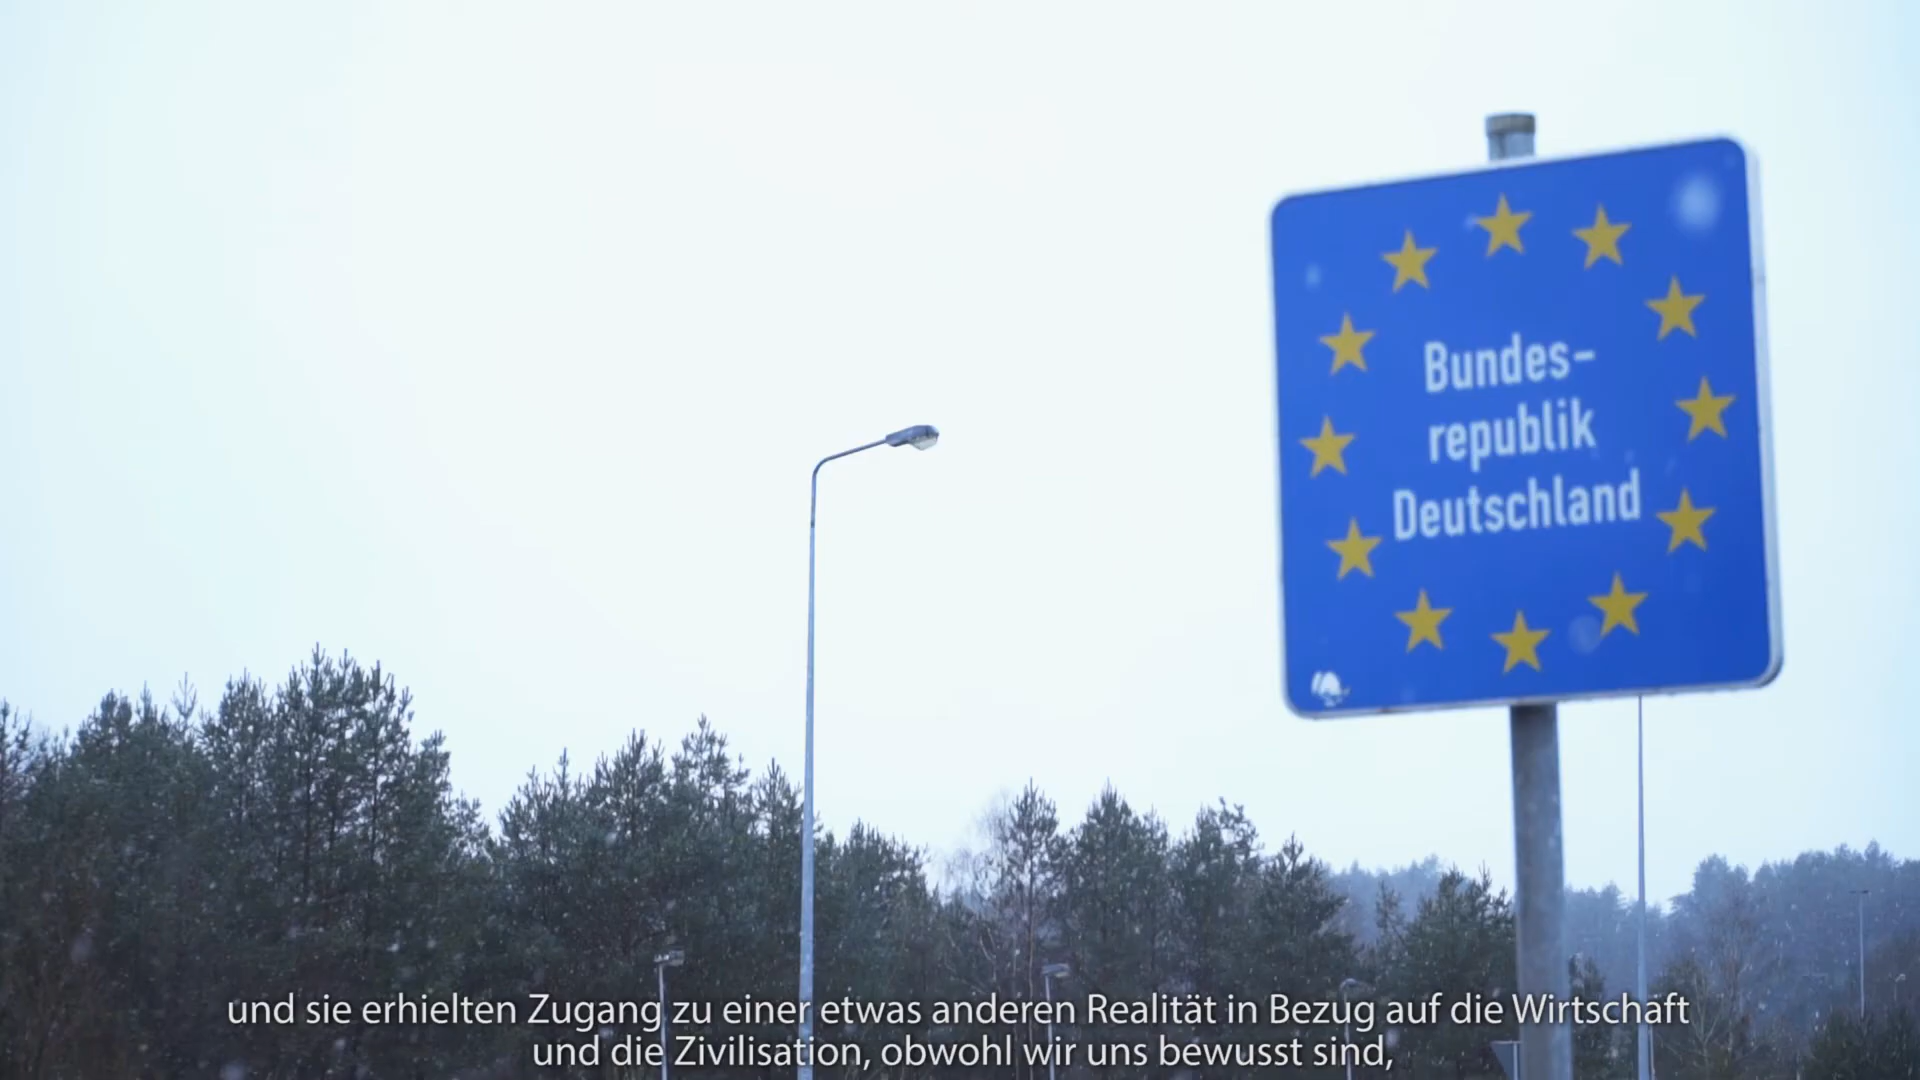 Bundes-
republik
Deutschland
und sie erhielten Zugang zu einer etwas anderen Realität in Bezug auf die Wirtschaft
und die Zivilisation, obwohl wir uns bewusst sind,